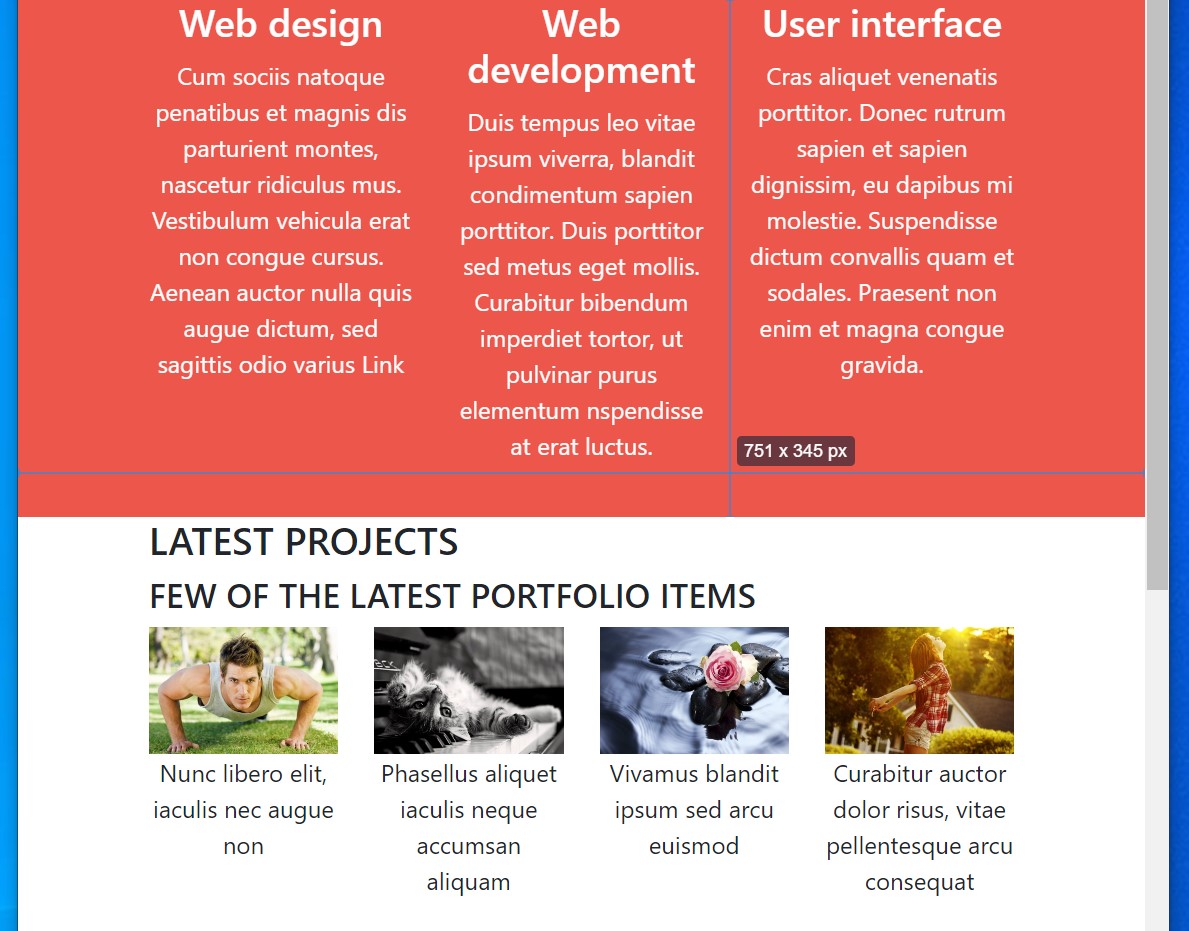 Web design
Cum sociis natoque
penatibus et magnis dis
parturient montes,
nascetur ridiculus mus.
Vestibulum vehicula erat
non congue cursus.
Aenean auctor nulla quis
augue dictum, sed
sagittis odio varius Link
Web
development
Duis tempus leo vitae
ipsum viverra, blandit
condimentum sapien
porttitor. Duis porttitor
sed metus eget mollis.
Curabitur bibendum
imperdiet tortor, ut
pulvinar purus
elementum nspendisse
at erat luctus.
User interface
Cras aliquet venenatis
porttitor. Donec rutrum
sapien et sapien
dignissim, eu dapibus mi
molestie. Suspendisse
dictum convallis quam et
sodales. Praesent non
enim et magna congue
gravida.
751 x 345 px
LATEST PROJECTS
FEW OF THE LATEST PORTFOLIO ITEMS
Nunc libero elit,
iaculis nec augue
non
Phasellus aliquet
iaculis neque
accumsan
aliquam
Vivamus blandit
ipsum sed arcu
euismod
Curabitur auctor
dolor risus, vitae
pellentesque arcu
consequat